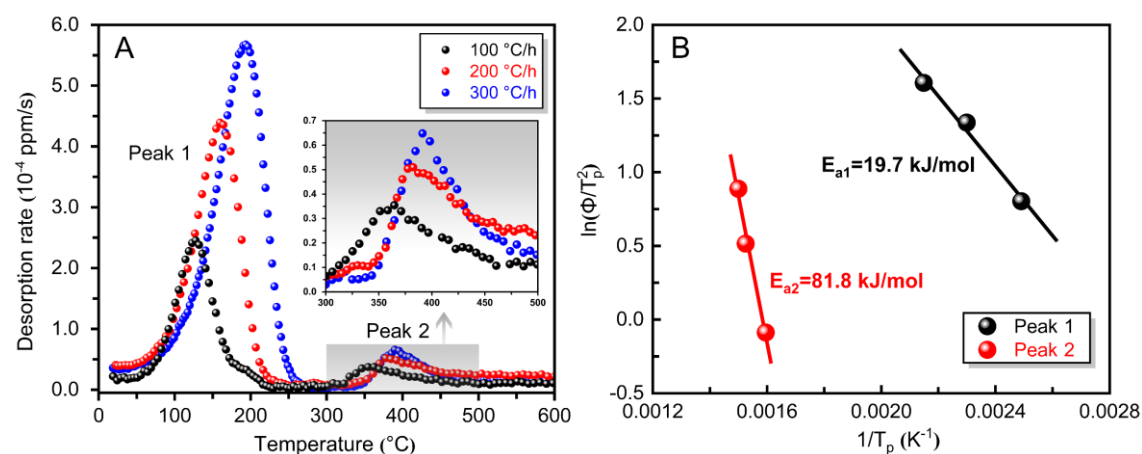 A
100 °C/h
200 °C/h
300 °C/h
Peak 1
Peak 2
Desorption rate (10⁻⁴ ppm/s)
6.0
5.0
4.0
3.0
2.0
1.0
0.0
0 100 200 300 400 500 600
Temperature (°C)
0.7
0.6
0.5
0.4
0.3
0.2
0.1
0.0
300 350 400 450 500
B
ln(Φ/Tₚ²)
2.0
1.5
1.0
0.5
0.0
-0.5
Eₐ₁=19.7 kJ/mol
Eₐ₂=81.8 kJ/mol
Peak 1
Peak 2
0.0012 0.0016 0.0020 0.0024 0.0028
1/Tₚ (K⁻¹)